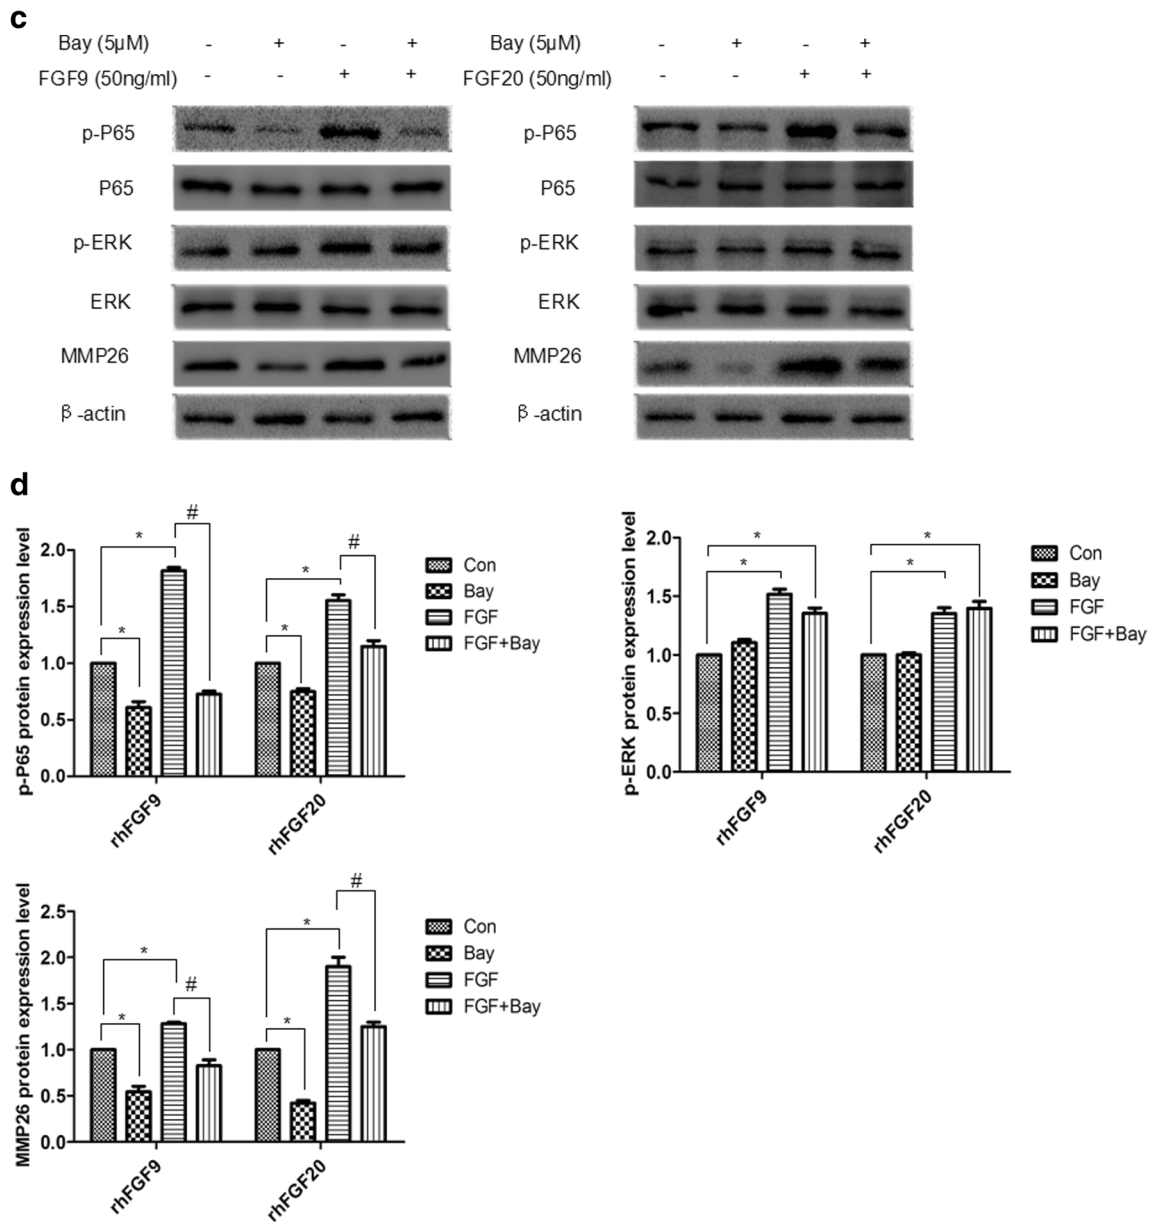 c
Bay (5μM) - + - + Bay (5μM) - + - +
FGF9 (50ng/ml) - - + + FGF20 (50ng/ml) - - + +
p-P65 p-P65
P65 P65
p-ERK p-ERK
ERK ERK
MMP26 MMP26
β-actin β-actin
d
p-P65 protein expression level
2.0
1.5
1.0
0.5
0.0
* * # * * #
rhFGF9 rhFGF20
Con
Bay
FGF
FGF+Bay
p-ERK protein expression level
2.0
1.5
1.0
0.5
0.0
* * * *
rhFGF9 rhFGF20
Con
Bay
FGF
FGF+Bay
MMP26 protein expression level
2.5
2.0
1.5
1.0
0.5
0.0
* * # * * #
rhFGF9 rhFGF20
Con
Bay
FGF
FGF+Bay